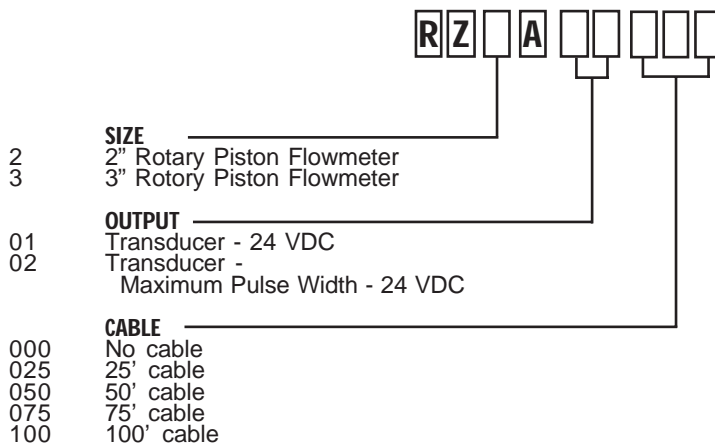 RZ A
SIZE
2 2” Rotary Piston Flowmeter
3 3” Rotory Piston Flowmeter
OUTPUT
01 Transducer - 24 VDC
02 Transducer -
Maximum Pulse Width - 24 VDC
CABLE
000 No cable
025 25’ cable
050 50’ cable
075 75’ cable
100 100’ cable